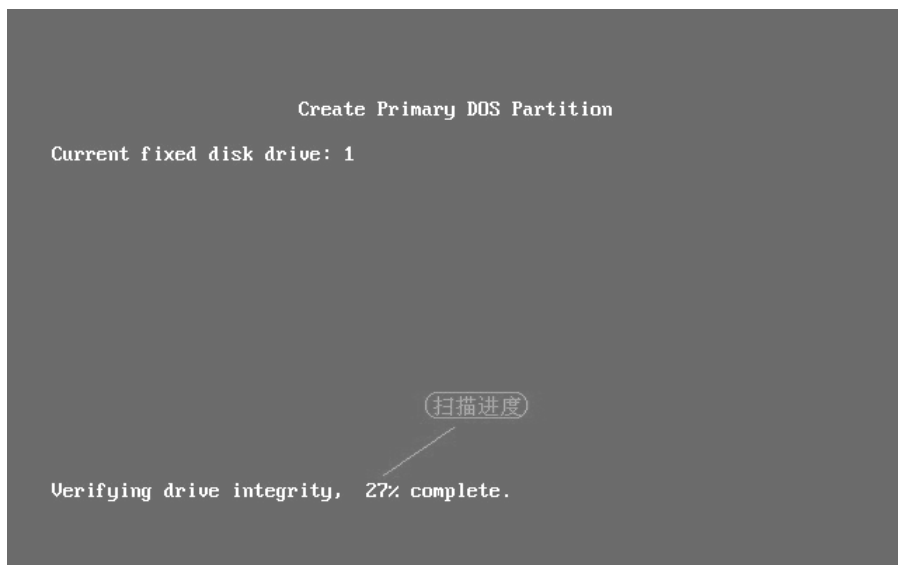 Create Primary DOS Partition
Current fixed disk drive: 1
扫描进度
Verifying drive integrity, 27% complete.